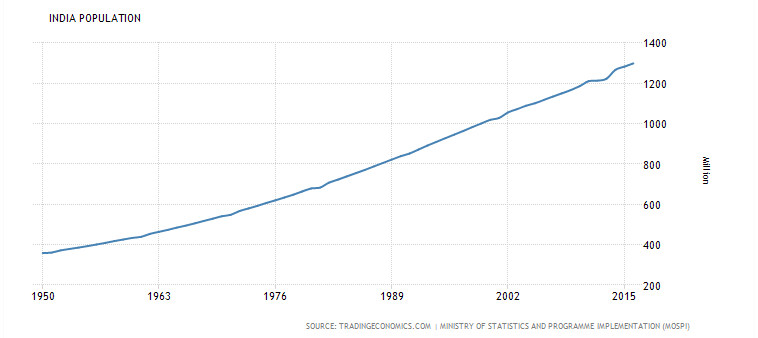 INDIA POPULATION
1400
1200
1000
800
600
400
200
million
1950 1963 1976 1989 2002 2015
SOURCE: TRADINGECONOMICS.COM | MINISTRY OF STATISTICS AND PROGRAMME IMPLEMENTATION (MOSPI)